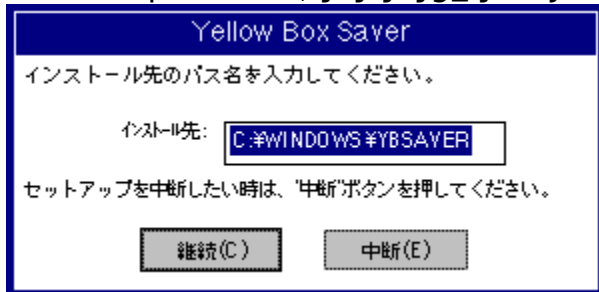 Yellow Box Saver
インストール先のパス名を入力してください。
インストール先: C:¥WINDOWS¥YBSAVER
セットアップを中断したい時は、"中断"ボタンを押してください。
継続(C) 中断(E)